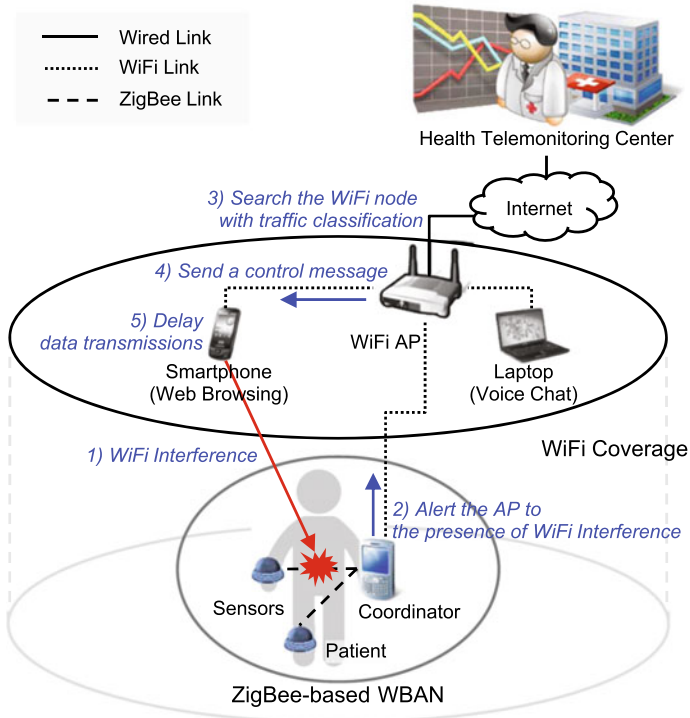 Wired Link
WiFi Link
ZigBee Link
Health Telemonitoring Center
Internet
3) Search the WiFi node
with traffic classification
4) Send a control message
5) Delay
data transmissions
WiFi AP
Smartphone
(Web Browsing)
Laptop
(Voice Chat)
WiFi Coverage
1) WiFi Interference
2) Alert the AP to
the presence of WiFi Interference
Sensors
Coordinator
Patient
ZigBee-based WBAN